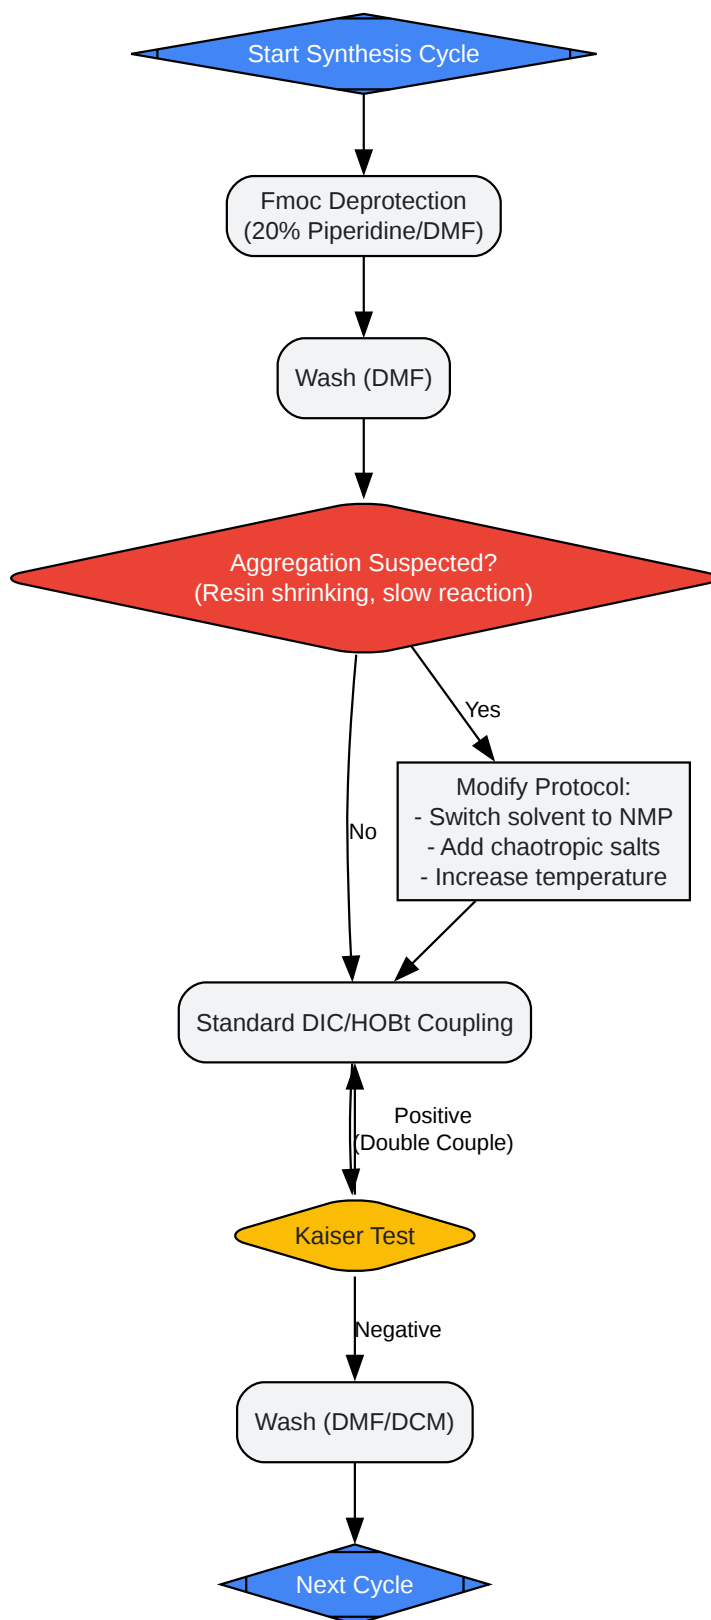 Start Synthesis Cycle
Fmoc Deprotection
(20% Piperidine/DMF)
Wash (DMF)
Aggregation Suspected?
(Resin shrinking, slow reaction)
Yes
Modify Protocol:
- Switch solvent to NMP
- Add chaotropic salts
- Increase temperature
No
Standard DIC/HOBt Coupling
Positive
(Double Couple)
Kaiser Test
Negative
Wash (DMF/DCM)
Next Cycle